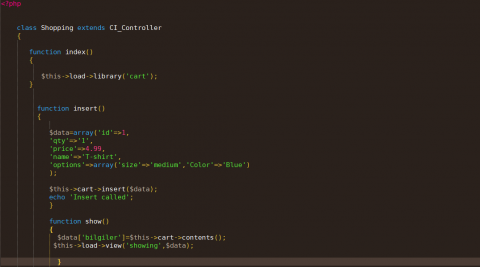 <?php
class Shopping extends CI_Controller
{
function index()
{
$this->load->library('cart');
}
function insert()
{
$data=array('id'=>1,
'qty'=>'1',
'price'=>4.99,
'name'=>'T-shirt',
'options'=>array('size'=>'medium','Color'=>'Blue')
);
$this->cart->insert($data);
echo 'Insert called';
}
function show()
{
$data['bilgiler']=$this->cart->contents();
$this->load->view('showing',$data);
}